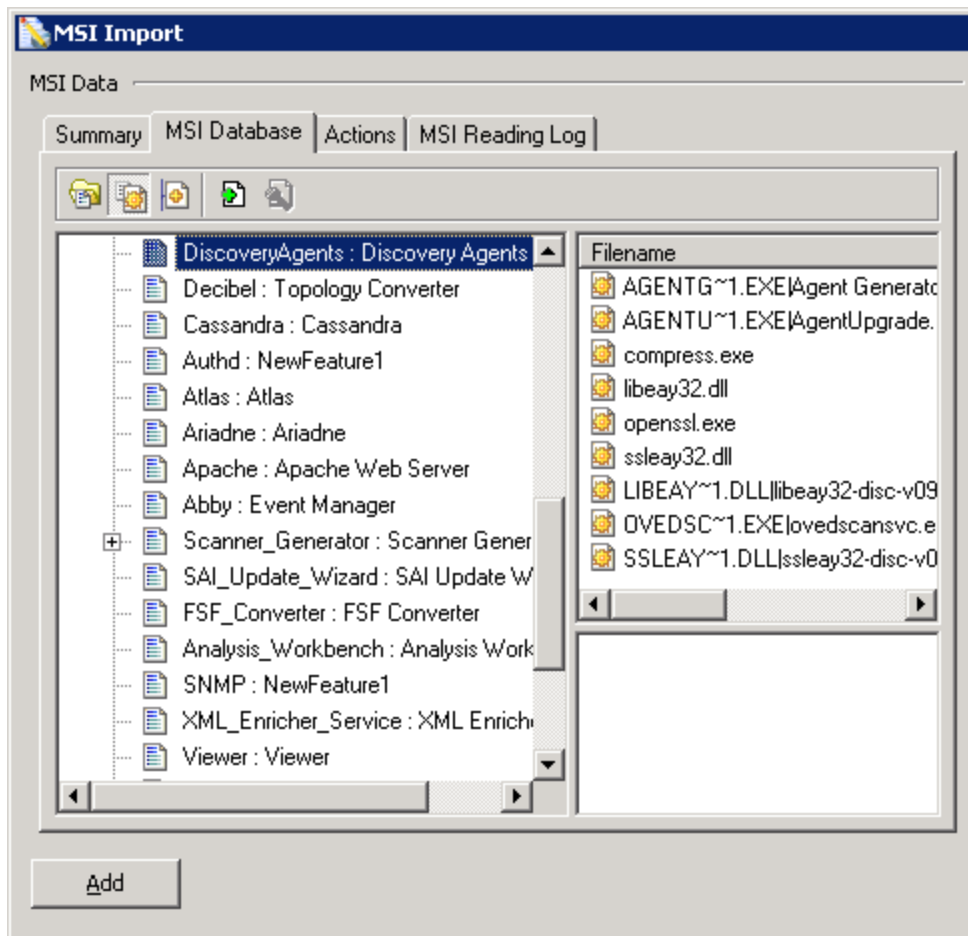 MSI Import
MSI Data
Summary MSI Database Actions MSI Reading Log
DiscoveryAgents : Discovery Agents
Decibel : Topology Converter
Cassandra : Cassandra
Authd : NewFeature1
Atlas : Atlas
Ariadne : Ariadne
Apache : Apache Web Server
Abby : Event Manager
Scanner_Generator : Scanner Gener
SAI_Update_Wizard : SAI Update W
FSF_Converter : FSF Converter
Analysis_Workbench : Analysis Work
SNMP : NewFeature1
XML_Enricher_Service : XML Enriche
Viewer : Viewer
Filename
AGENTG~1.EXE|Agent Generato
AGENTU~1.EXE|AgentUpgrade.
compress.exe
libeay32.dll
openssl.exe
ssleay32.dll
LIBEAY~1.DLL|libeay32-disc-v09
OVEDSC~1.EXE|ovedscansvc.e
SSLEAY~1.DLL|ssleay32-disc-v0
Add